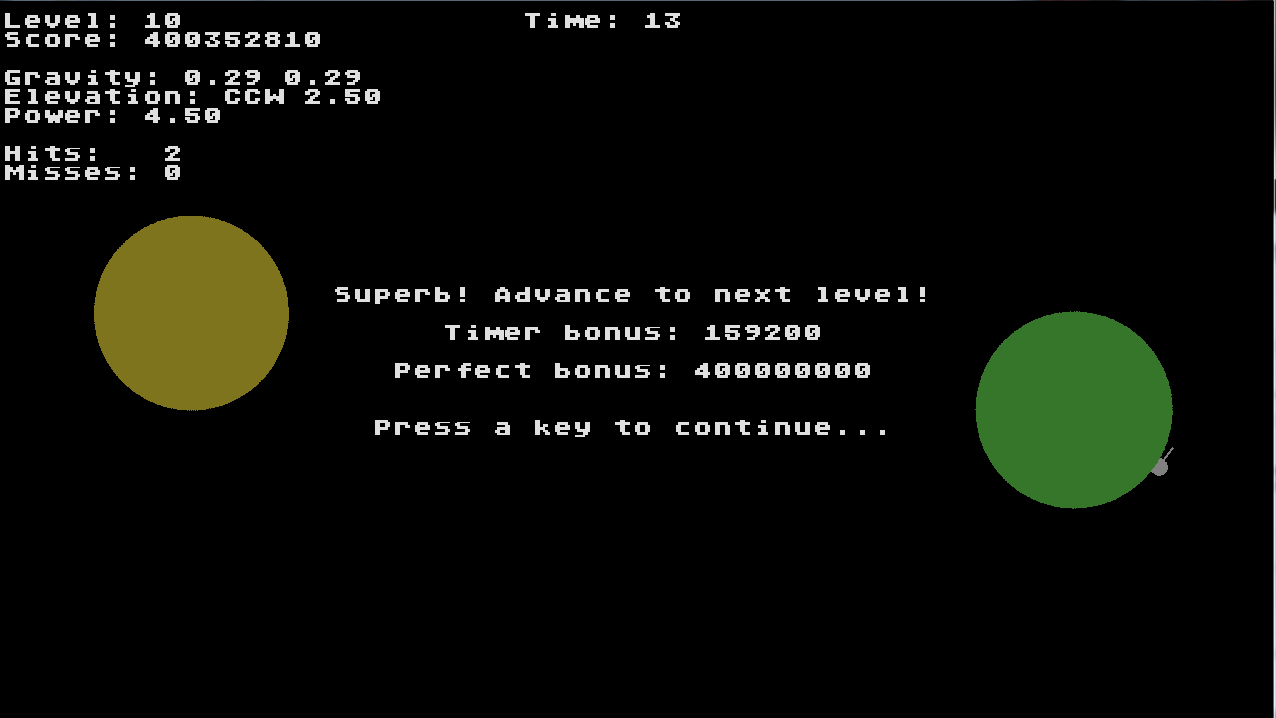 Level: 10
Time: 13
Score: 400352810
Gravity: 0.29 0.29
Elevation: CCW 2.50
Power: 4.50
Hits: 2
Misses: 0
Superb! Advance to next level!
Timer bonus: 159200
Perfect bonus: 400000000
Press a key to continue...